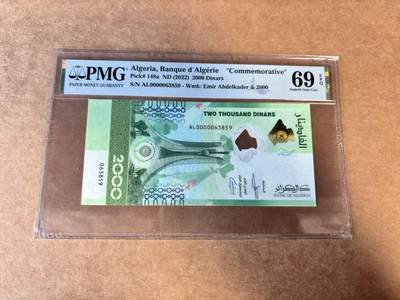 PMG
PAPER MONEY GUARANTY
Algeria, Banque d'Algérie "Commemorative"
Pick# 148a ND (2022) 2000 Dinars
S/N AL0000063859 - Wmk: Emir Abdelkader & 2000
69 EPQ
Superb Gem Unc
TWO THOUSAND DINARS
AL0000063859
063859
2000
BANK OF ALGERIA